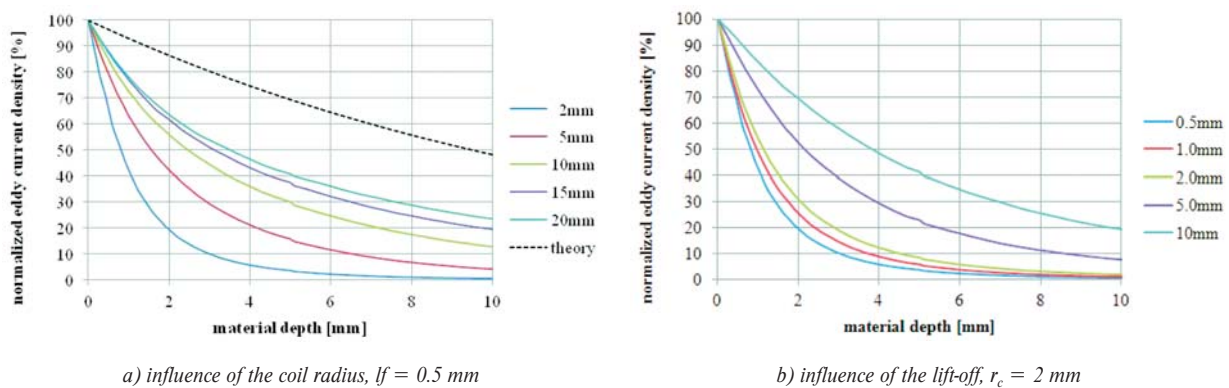 normalized eddy current density [%]
100
90
80
70
60
50
40
30
20
10
0
0 2 4 6 8 10
material depth [mm]
2mm
5mm
10mm
15mm
20mm
theory
a) influence of the coil radius, lf = 0.5 mm
normalized eddy current density [%]
100
90
80
70
60
50
40
30
20
10
0
0 2 4 6 8 10
material depth [mm]
0.5mm
1.0mm
2.0mm
5.0mm
10mm
b) influence of the lift-off, r_c = 2 mm